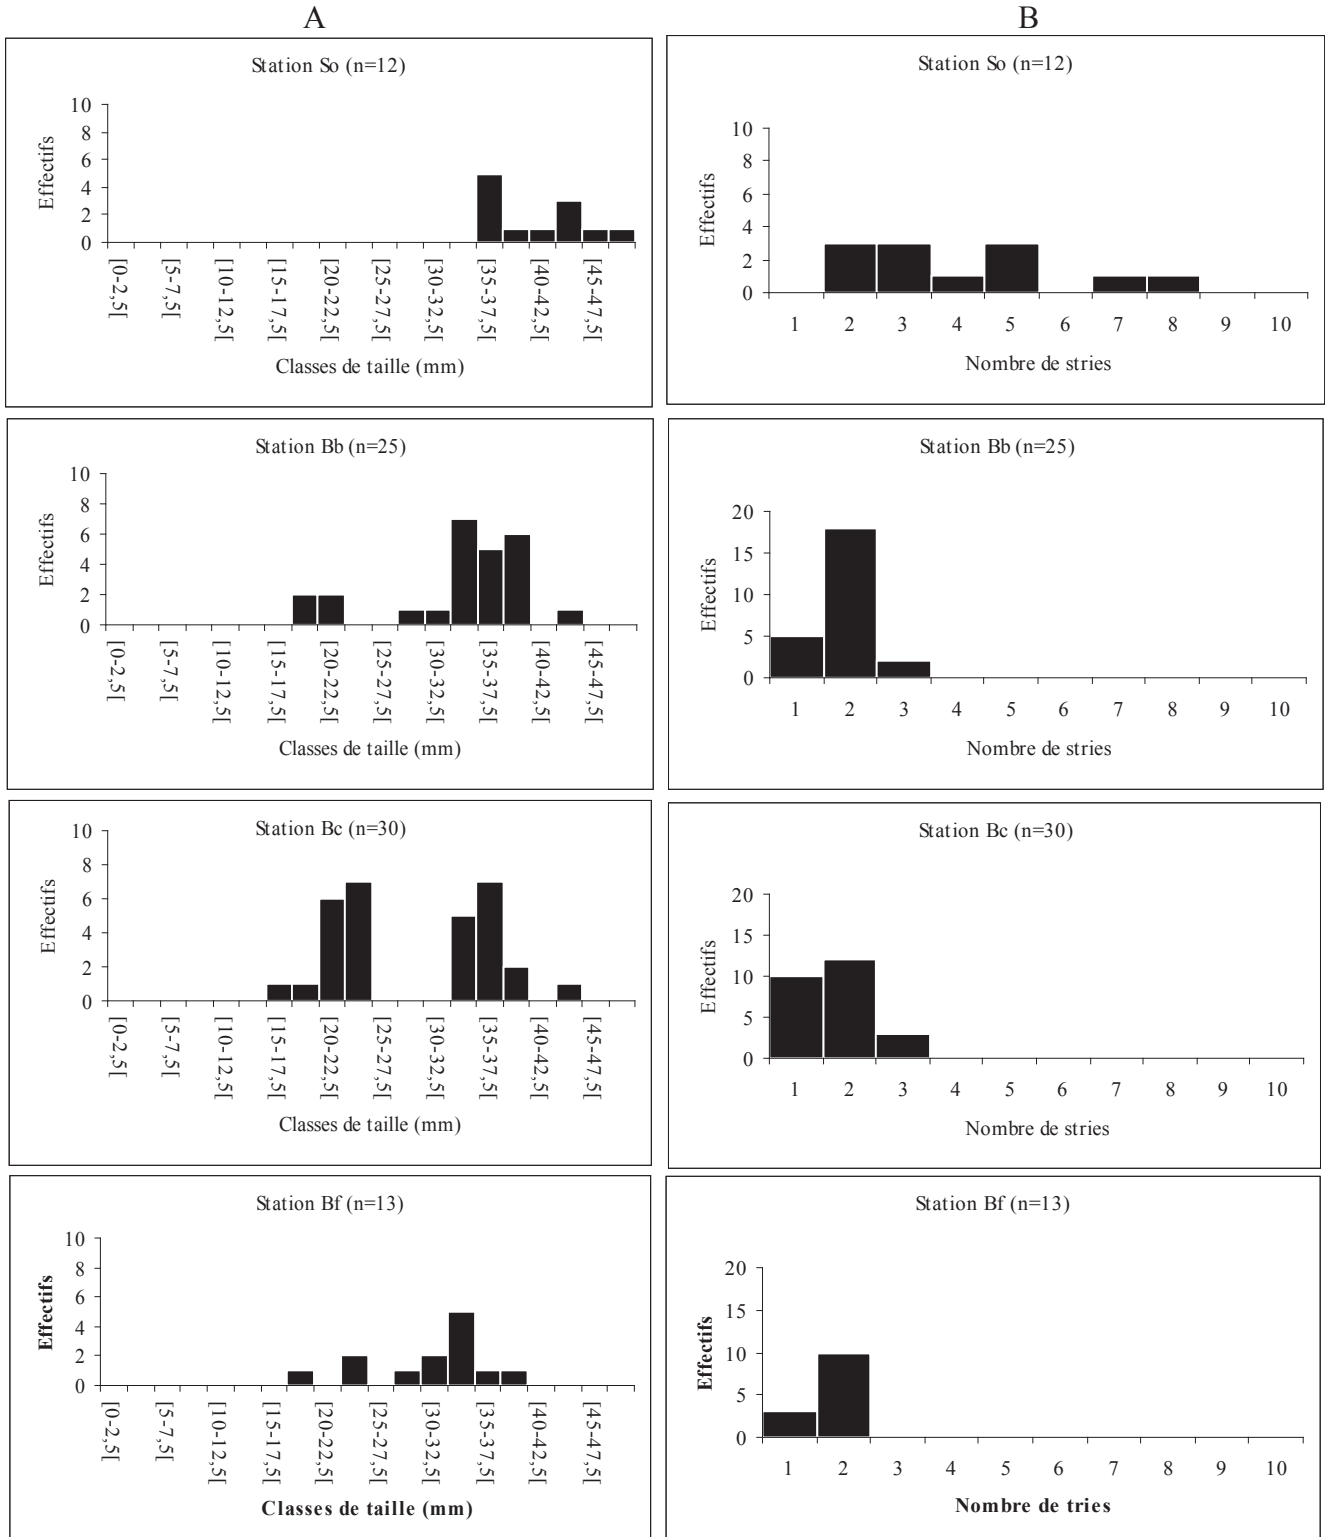 A
B
Station So (n=12)
10
8
6
4
2
0
Effectifs
[0-2,5[
[5-7,5[
[10-12,5[
[15-17,5[
[20-22,5[
[25-27,5[
[30-32,5[
[35-37,5[
[40-42,5[
[45-47,5[
Classes de taille (mm)
Station So (n=12)
10
8
6
4
2
0
Effectifs
1 2 3 4 5 6 7 8 9 10
Nombre de stries
Station Bb (n=25)
10
8
6
4
2
0
Effectifs
[0-2,5[
[5-7,5[
[10-12,5[
[15-17,5[
[20-22,5[
[25-27,5[
[30-32,5[
[35-37,5[
[40-42,5[
[45-47,5[
Classes de taille (mm)
Station Bb (n=25)
20
15
10
5
0
Effectifs
1 2 3 4 5 6 7 8 9 10
Nombre de stries
Station Bc (n=30)
10
8
6
4
2
0
Effectifs
[0-2,5[
[5-7,5[
[10-12,5[
[15-17,5[
[20-22,5[
[25-27,5[
[30-32,5[
[35-37,5[
[40-42,5[
[45-47,5[
Classes de taille (mm)
Station Bc (n=30)
20
15
10
5
0
Effectifs
1 2 3 4 5 6 7 8 9 10
Nombre de stries
Station Bf (n=13)
10
8
6
4
2
0
Effectifs
[0-2,5[
[5-7,5[
[10-12,5[
[15-17,5[
[20-22,5[
[25-27,5[
[30-32,5[
[35-37,5[
[40-42,5[
[45-47,5[
Classes de taille (mm)
Station Bf (n=13)
20
15
10
5
0
Effectifs
1 2 3 4 5 6 7 8 9 10
Nombre de tries